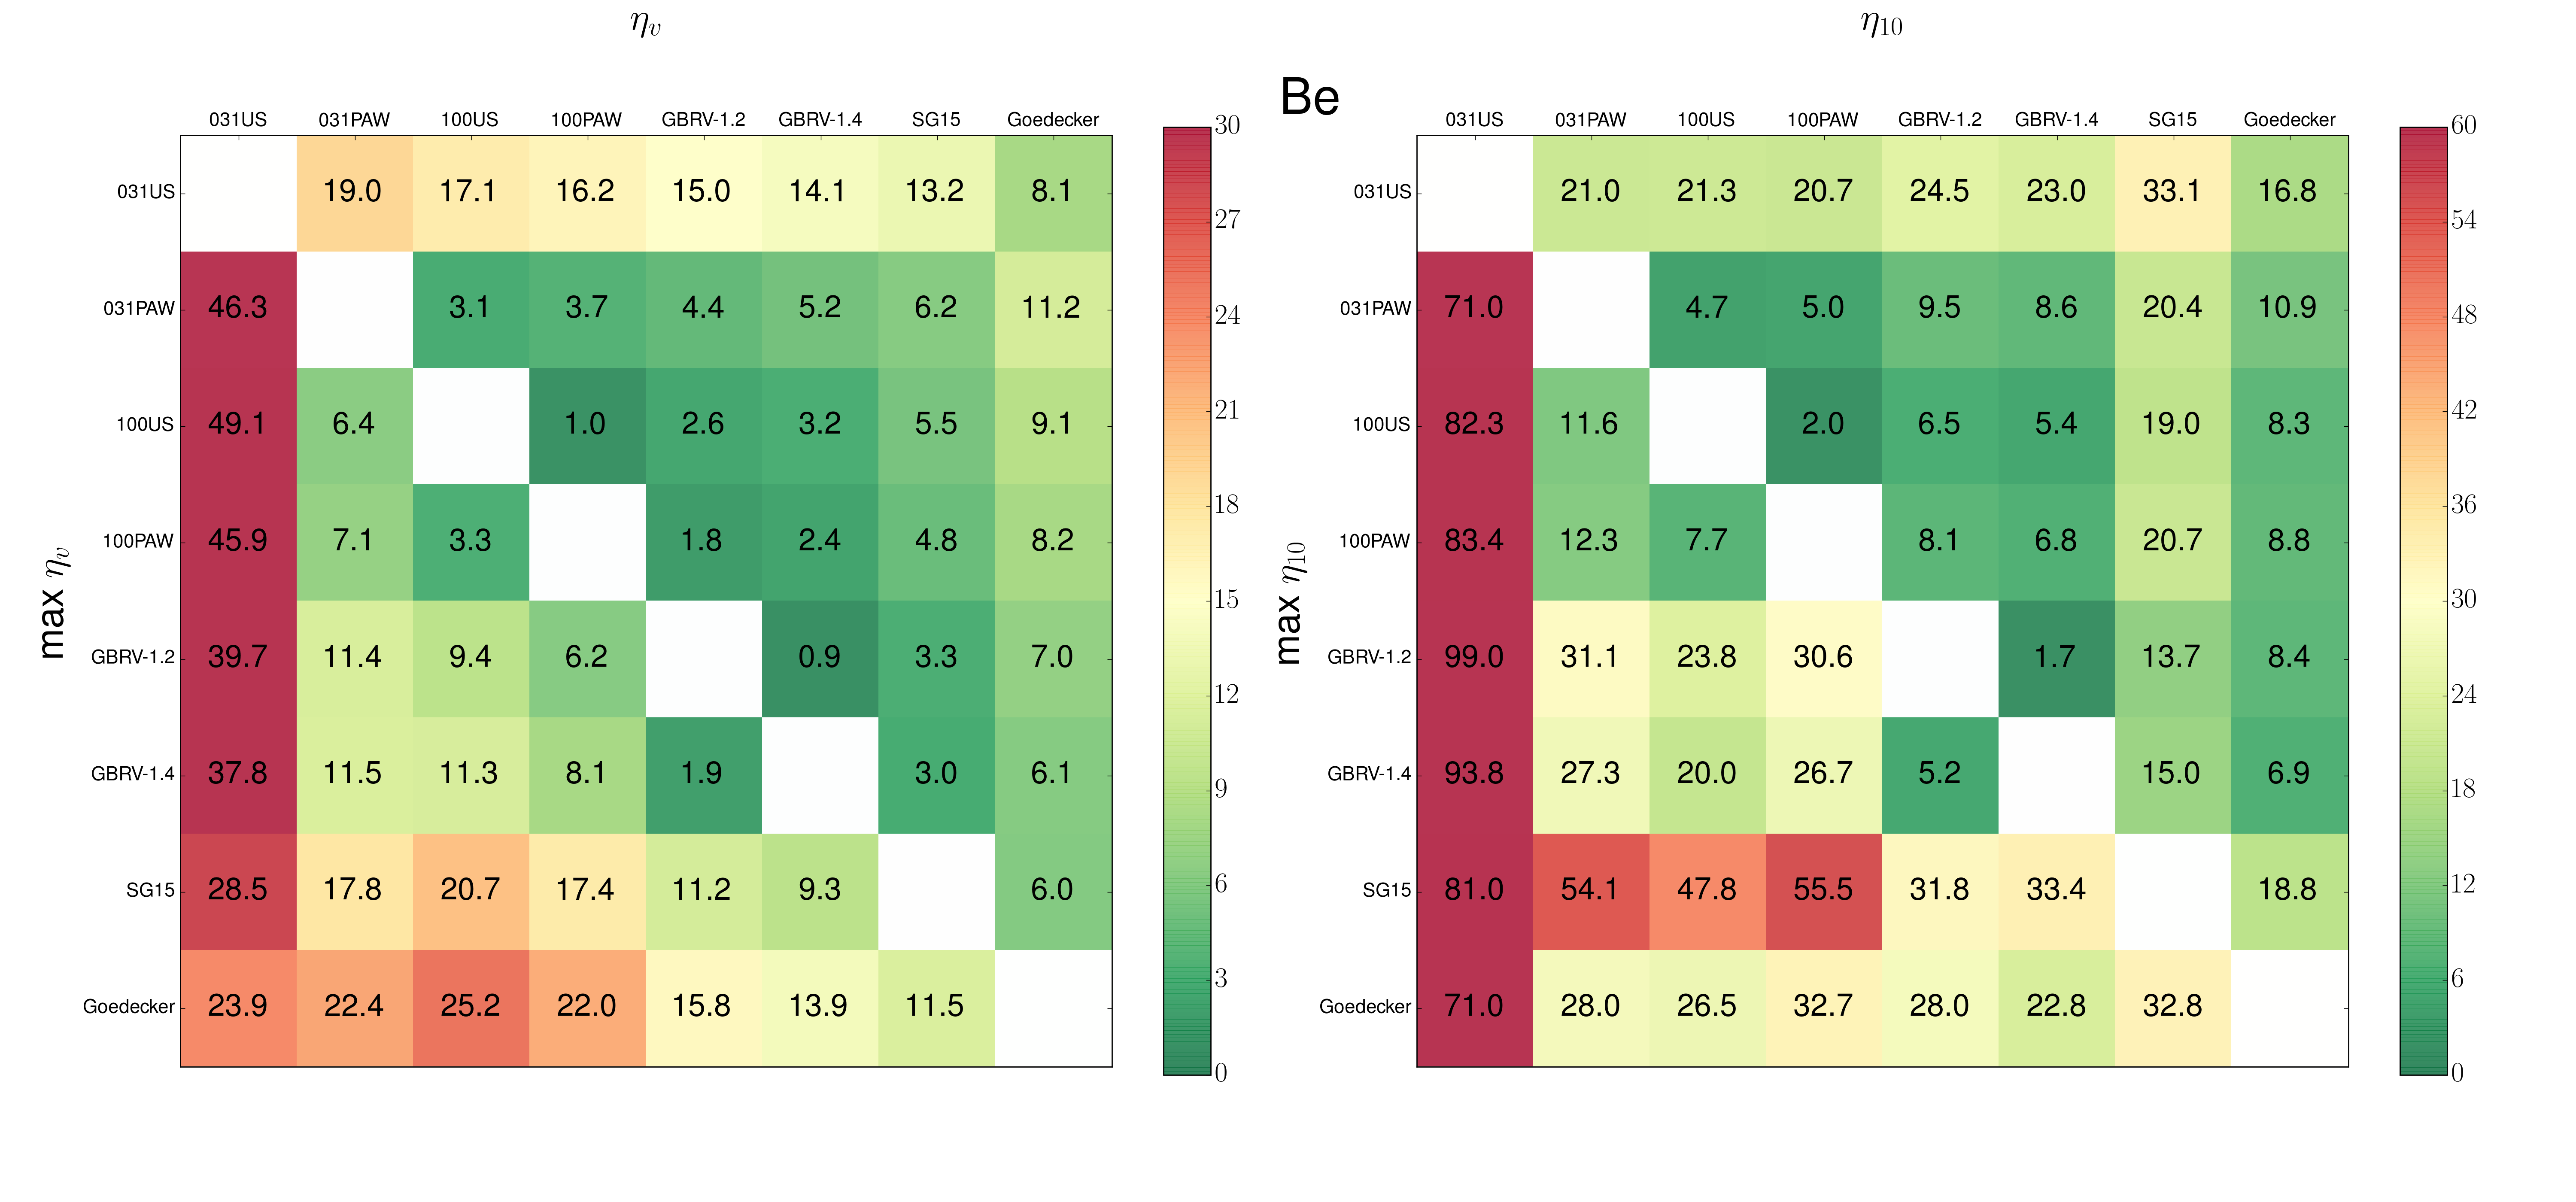 η_v
031US 031PAW 100US 100PAW GBRV-1.2 GBRV-1.4 SG15 Goedecker
031US 19.0 17.1 16.2 15.0 14.1 13.2 8.1
031PAW 46.3 3.1 3.7 4.4 5.2 6.2 11.2
100US 49.1 6.4 1.0 2.6 3.2 5.5 9.1
100PAW 45.9 7.1 3.3 1.8 2.4 4.8 8.2
GBRV-1.2 39.7 11.4 9.4 6.2 0.9 3.3 7.0
GBRV-1.4 37.8 11.5 11.3 8.1 1.9 3.0 6.1
SG15 28.5 17.8 20.7 17.4 11.2 9.3 6.0
Goedecker 23.9 22.4 25.2 22.0 15.8 13.9 11.5
max η_v
30
27
24
21
18
15
12
9
6
3
0
Be
η_10
031US 031PAW 100US 100PAW GBRV-1.2 GBRV-1.4 SG15 Goedecker
031US 21.0 21.3 20.7 24.5 23.0 33.1 16.8
031PAW 71.0 4.7 5.0 9.5 8.6 20.4 10.9
100US 82.3 11.6 2.0 6.5 5.4 19.0 8.3
100PAW 83.4 12.3 7.7 8.1 6.8 20.7 8.8
GBRV-1.2 99.0 31.1 23.8 30.6 1.7 13.7 8.4
GBRV-1.4 93.8 27.3 20.0 26.7 5.2 15.0 6.9
SG15 81.0 54.1 47.8 55.5 31.8 33.4 18.8
Goedecker 71.0 28.0 26.5 32.7 28.0 22.8 32.8
max η_10
60
54
48
42
36
30
24
18
12
6
0